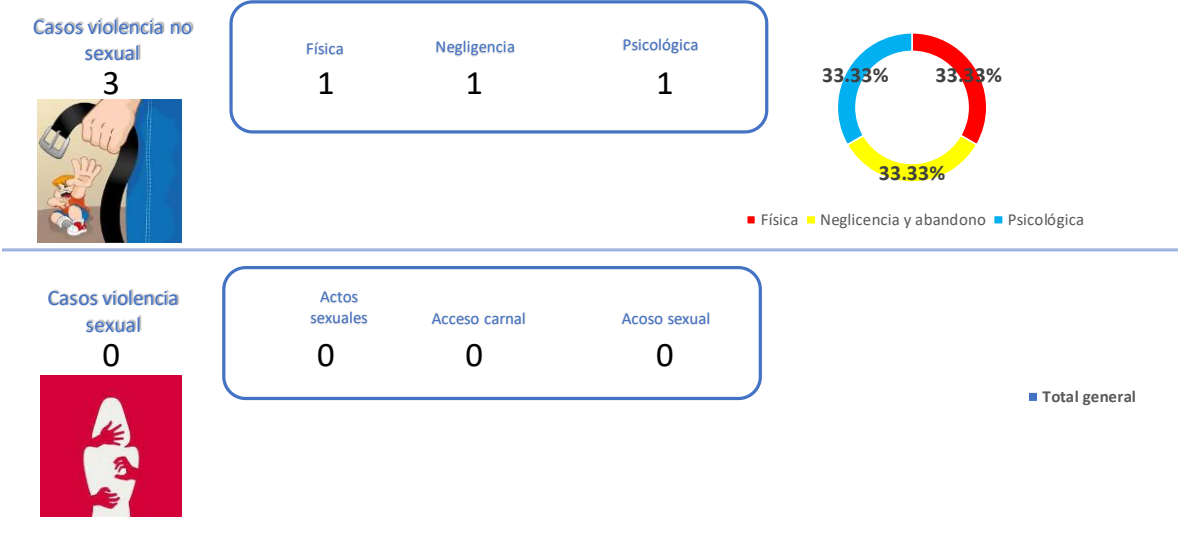 Casos violencia no
sexual
3
Física
1
Negligencia
1
Psicológica
1
33.33%
33.33%
33.33%
Física
Neglicencia y abandono
Psicológica
Casos violencia
sexual
0
Actos
sexuales
0
Acceso carnal
0
Acoso sexual
0
Total general